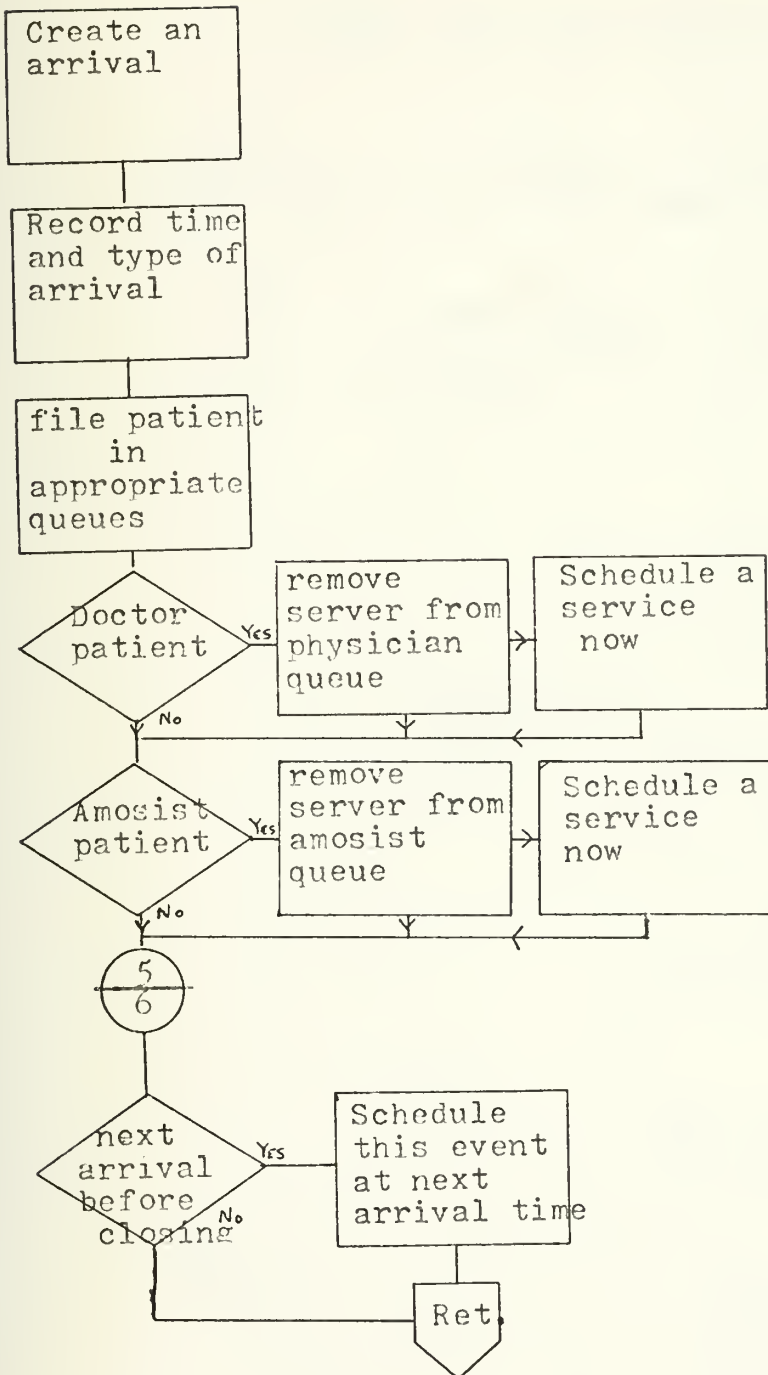 Create an
arrival
Record time
and type of
arrival
file patient
in
appropriate
queues
Doctor
patient
Yes
No
remove
server from
physician
queue
Schedule a
service
now
Amosist
patient
Yes
No
remove
server from
amosist
queue
Schedule a
service
now
5
6
next
arrival
before
closing
Yes
No
Schedule
this event
at next
arrival time
Ret